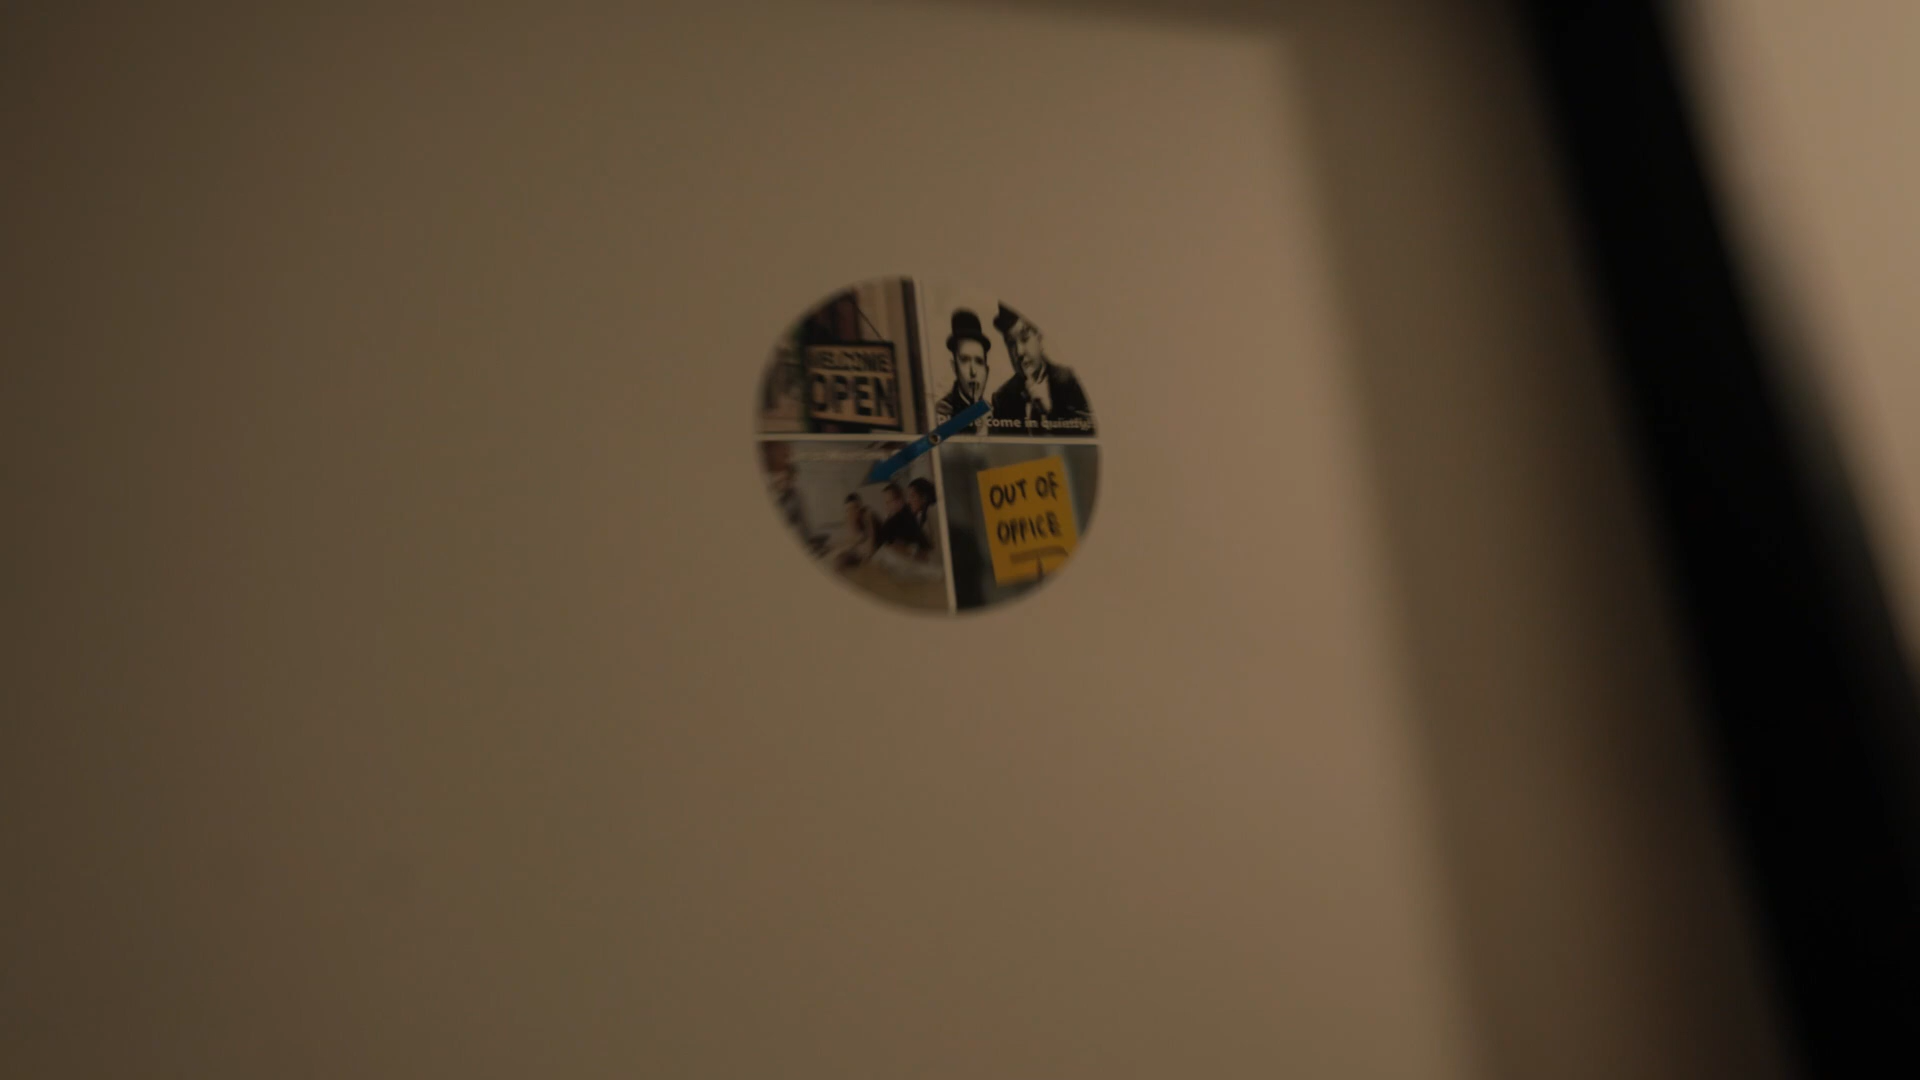 WELCOME
OPEN
come in quietly
OUT OF
OFFICE